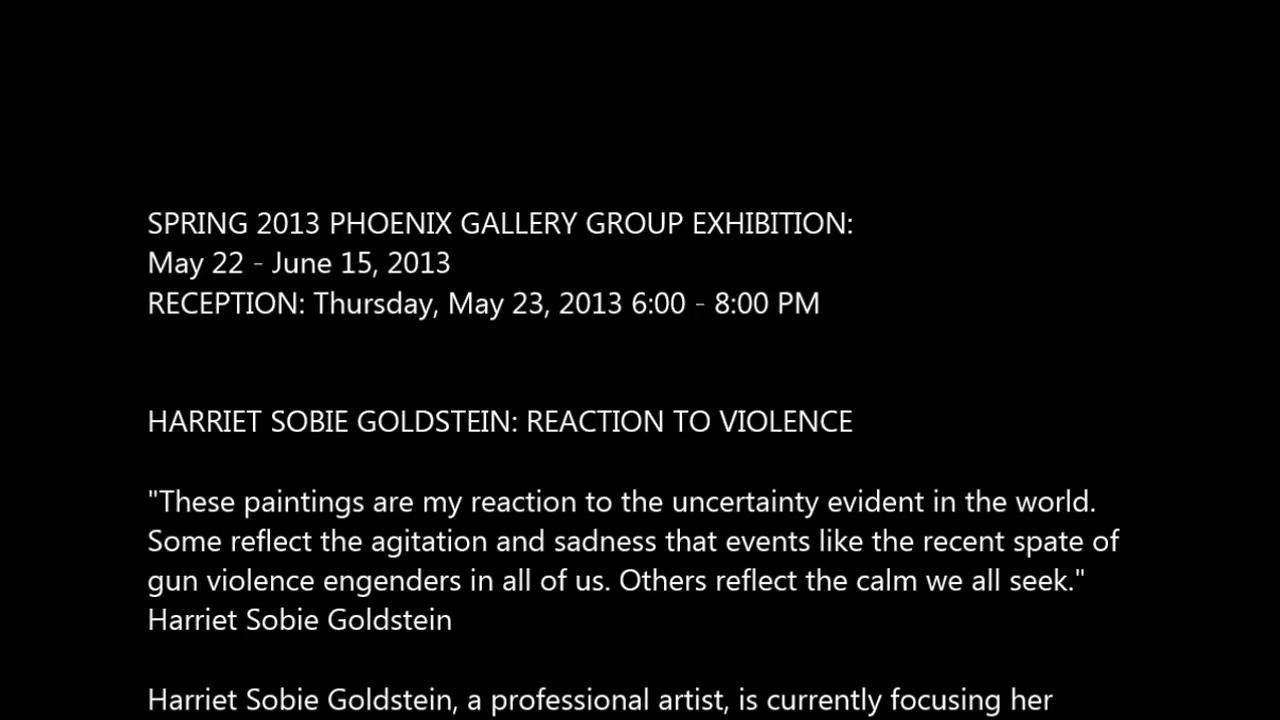 SPRING 2013 PHOENIX GALLERY GROUP EXHIBITION:
May 22 - June 15, 2013
RECEPTION: Thursday, May 23, 2013 6:00 - 8:00 PM
HARRIET SOBIE GOLDSTEIN: REACTION TO VIOLENCE
"These paintings are my reaction to the uncertainty evident in the world.
Some reflect the agitation and sadness that events like the recent spate of
gun violence engenders in all of us. Others reflect the calm we all seek."
Harriet Sobie Goldstein
Harriet Sobie Goldstein, a professional artist, is currently focusing her